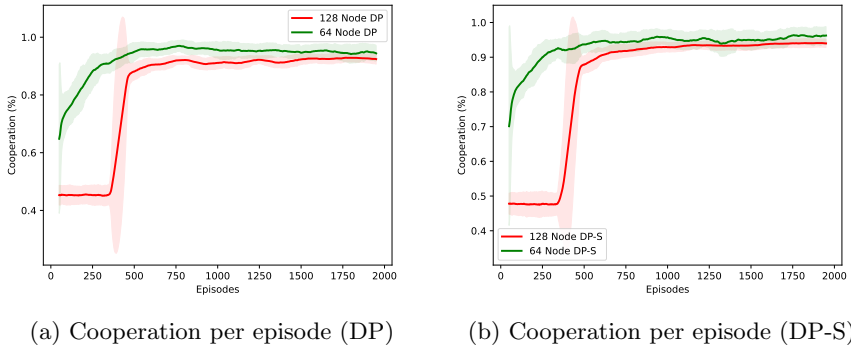 1.0
0.8
0.6
0.4
Cooperation (%)
0
250
500
750
1000
1250
1500
1750
2000
Episodes
128 Node DP
64 Node DP
(a) Cooperation per episode (DP)
1.0
0.9
0.8
0.7
0.6
0.5
0.4
Cooperation (%)
0
250
500
750
1000
1250
1500
1750
2000
Episodes
128 Node DP-S
64 Node DP-S
(b) Cooperation per episode (DP-S)